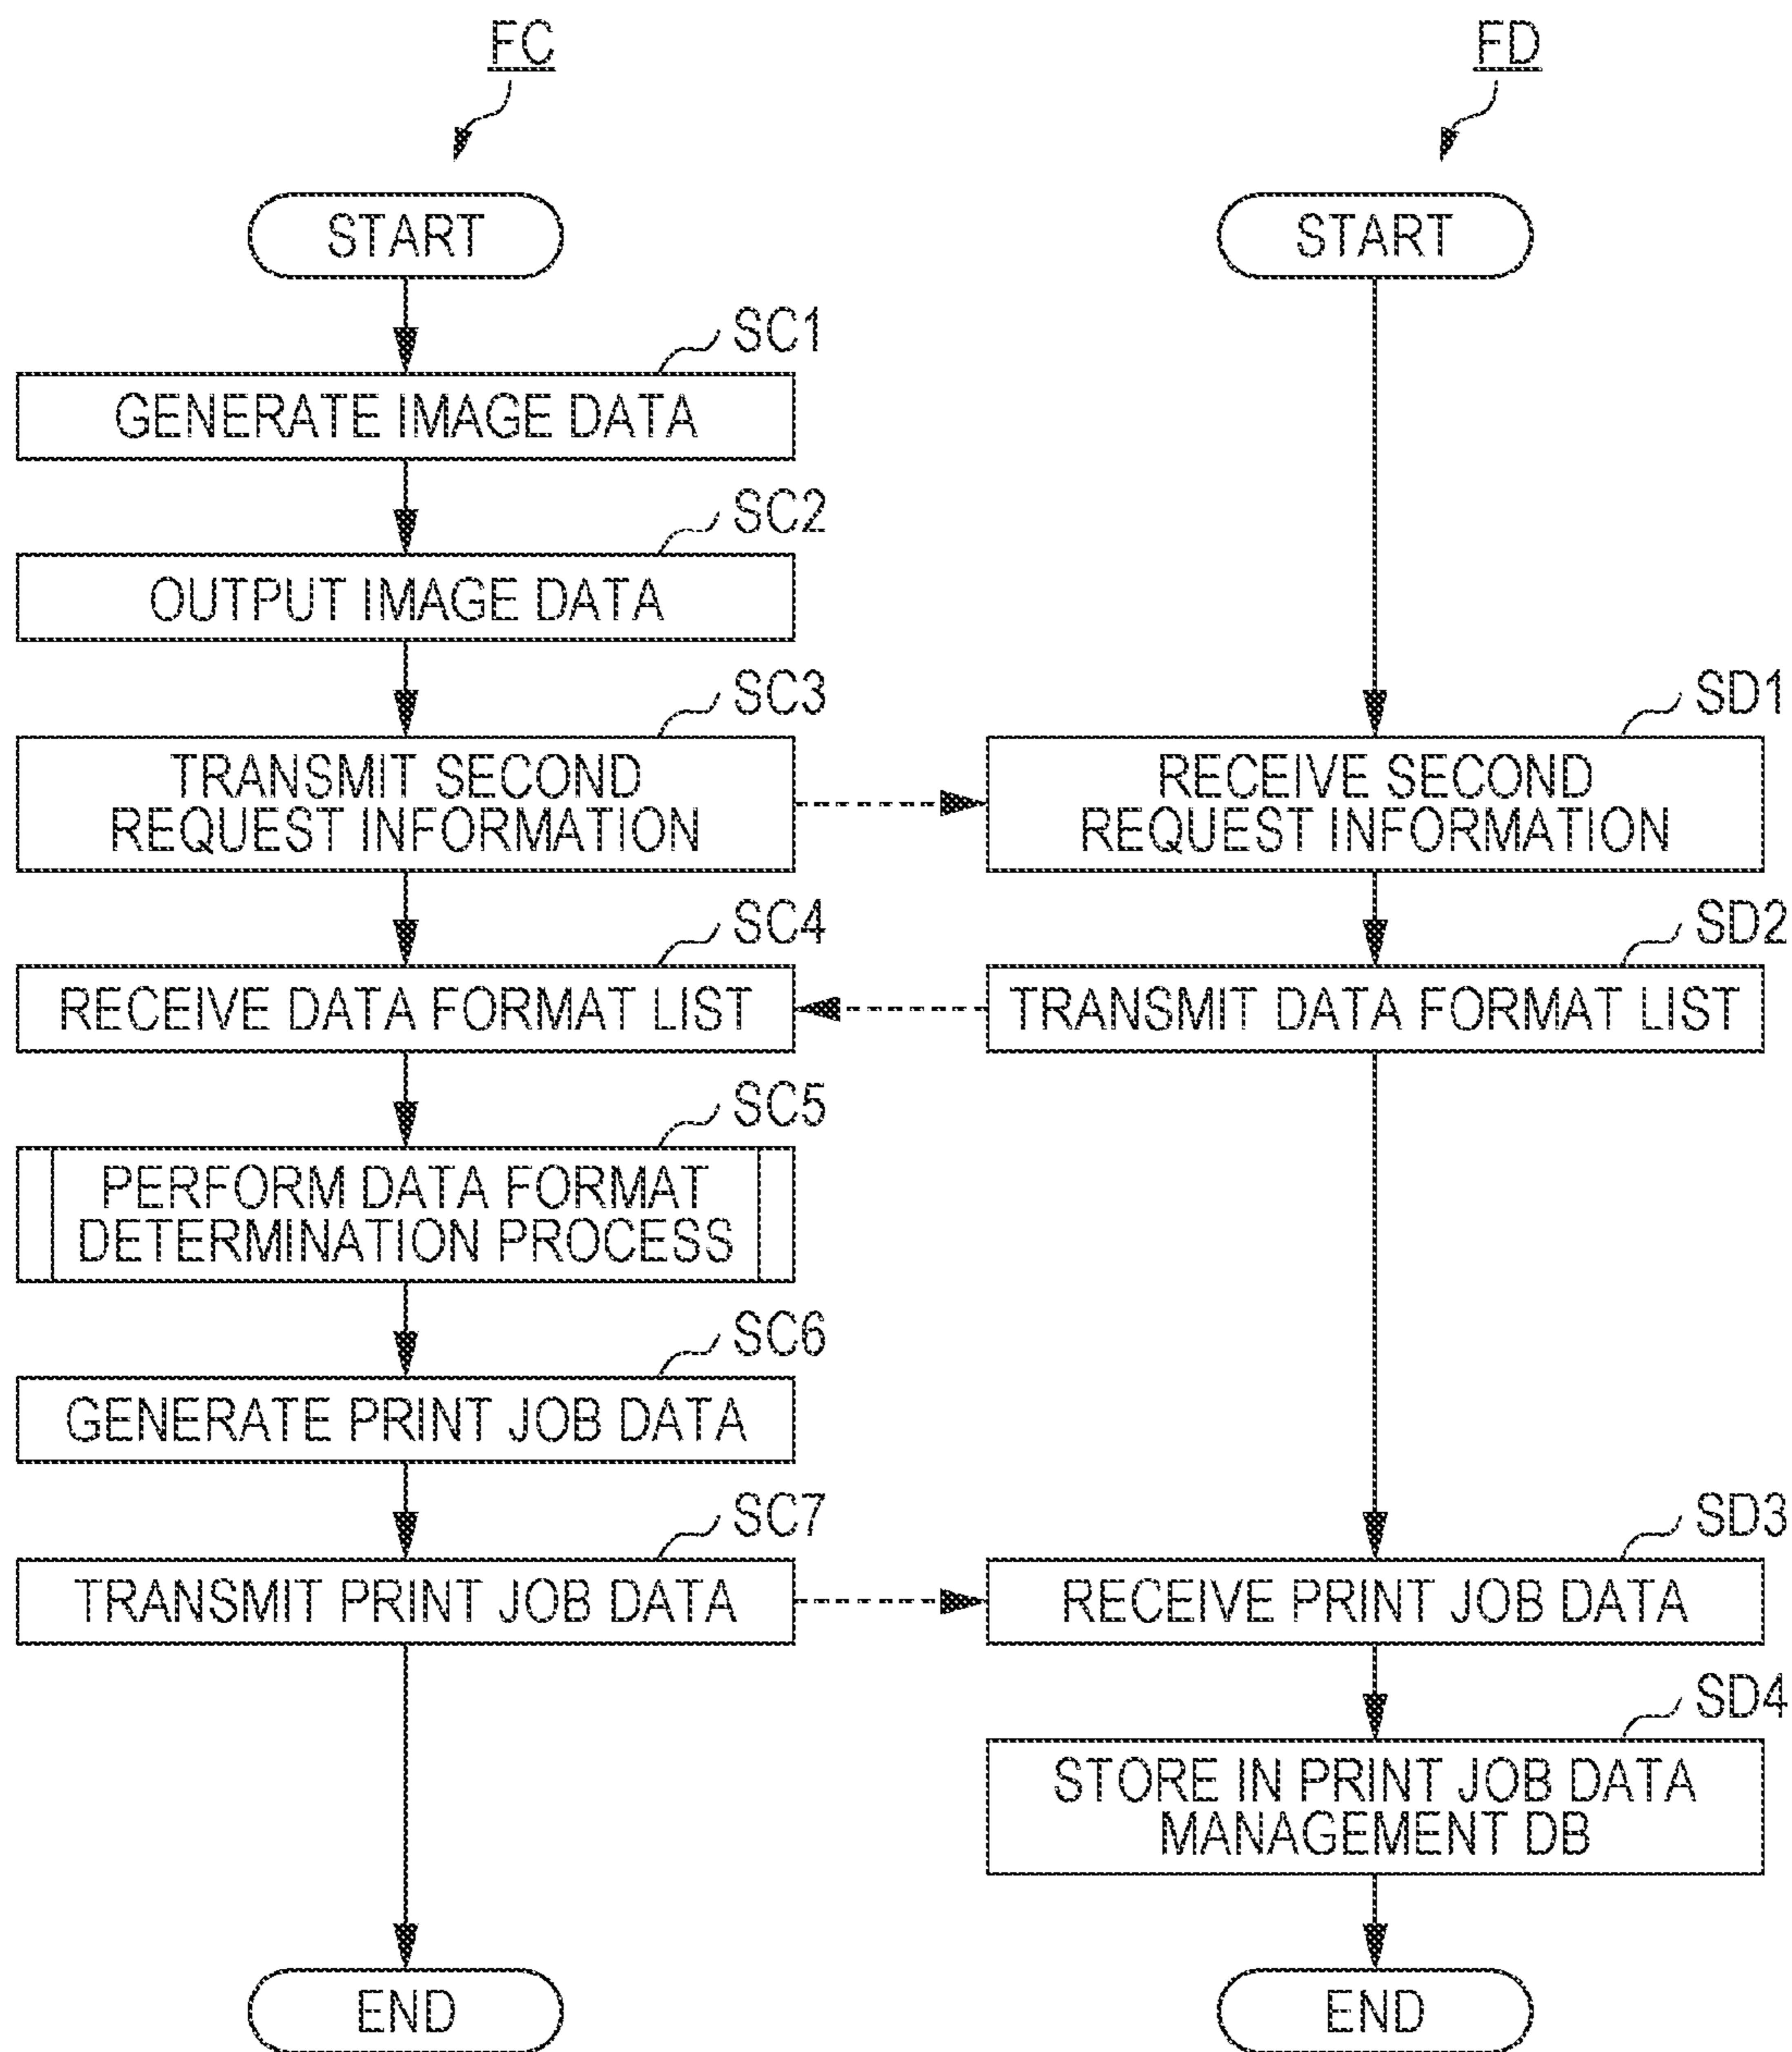 FC
START
SC1
GENERATE IMAGE DATA
SC2
OUTPUT IMAGE DATA
SC3
TRANSMIT SECOND
REQUEST INFORMATION
SC4
RECEIVE DATA FORMAT LIST
SC5
PERFORM DATA FORMAT
DETERMINATION PROCESS
SC6
GENERATE PRINT JOB DATA
SC7
TRANSMIT PRINT JOB DATA
END
FD
START
SD1
RECEIVE SECOND
REQUEST INFORMATION
SD2
TRANSMIT DATA FORMAT LIST
SD3
RECEIVE PRINT JOB DATA
SD4
STORE IN PRINT JOB DATA
MANAGEMENT DB
END